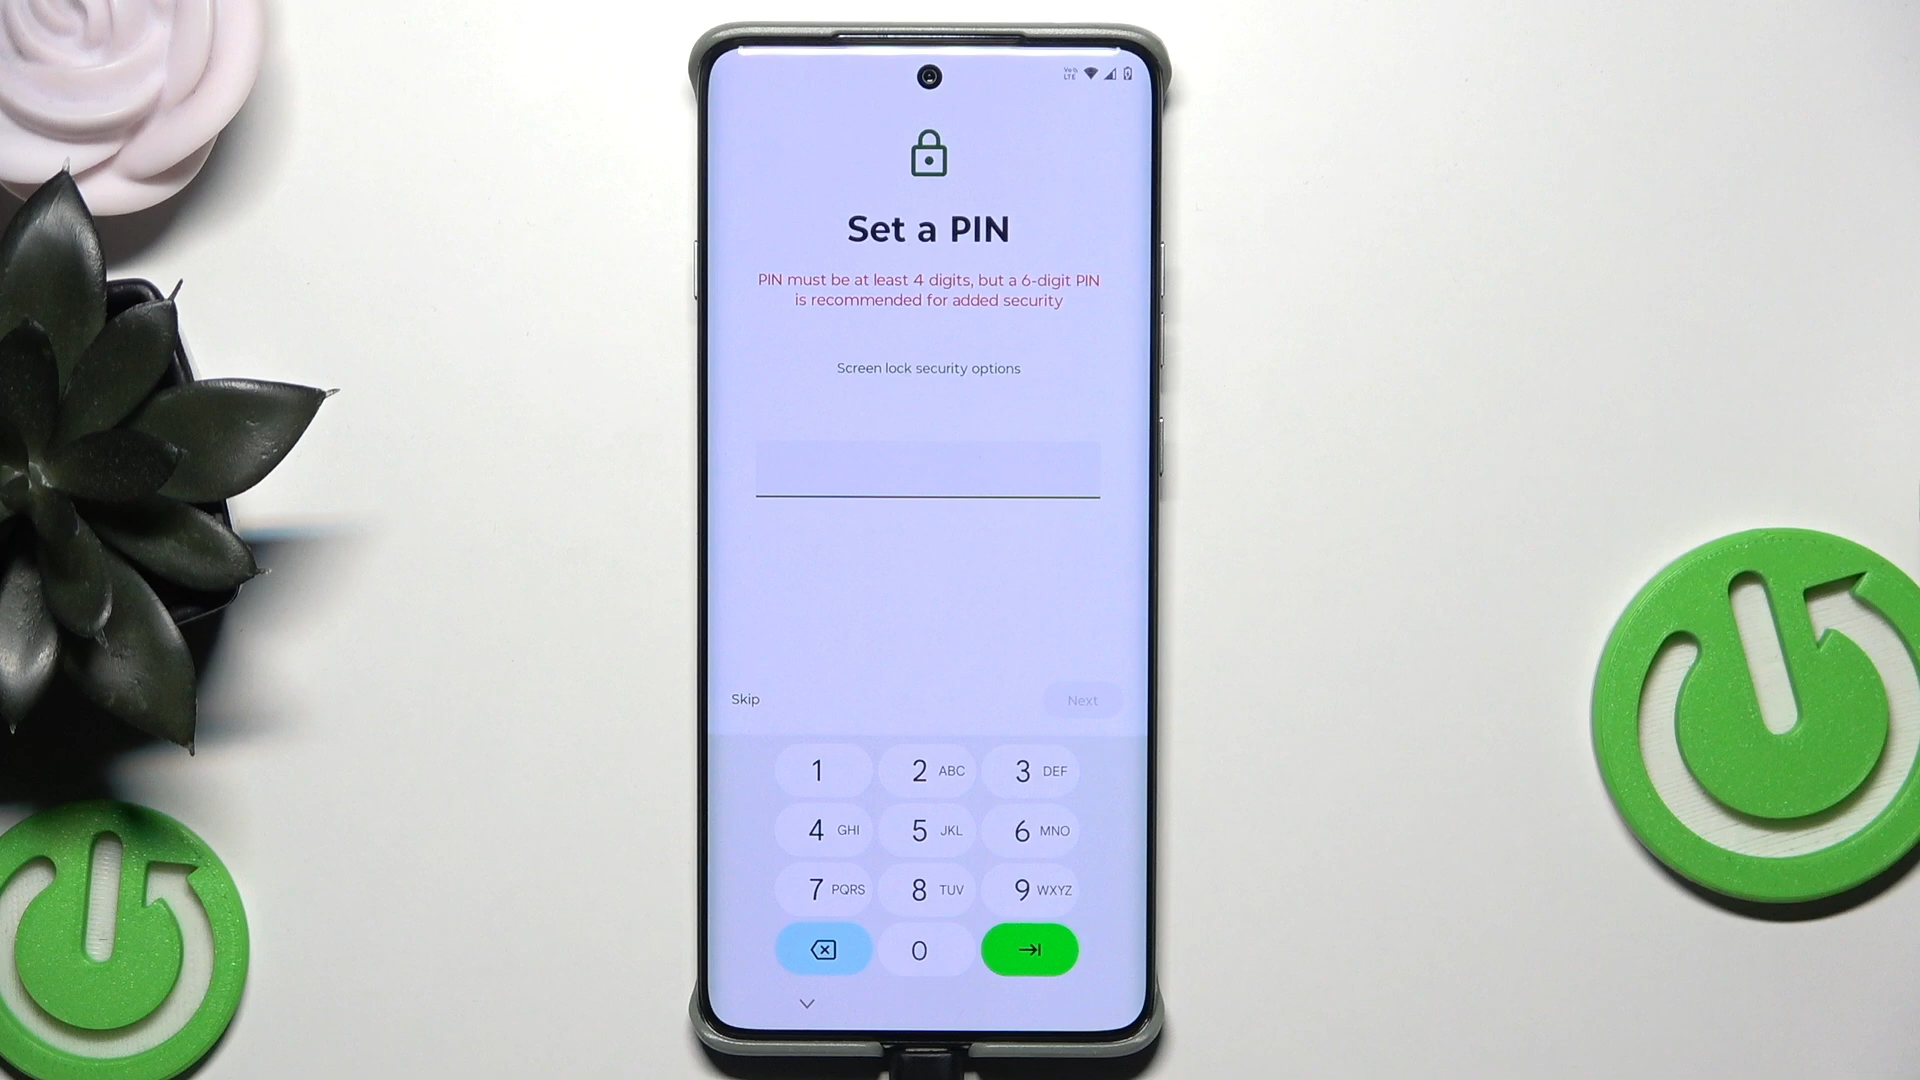 Vo
LTE
Set a PIN
PIN must be at least 4 digits, but a 6-digit PIN
is recommended for added security
Screen lock security options
Skip Next
1 2 ABC 3 DEF
4 GHI 5 JKL 6 MNO
7 PQRS 8 TUV 9 WXYZ
0